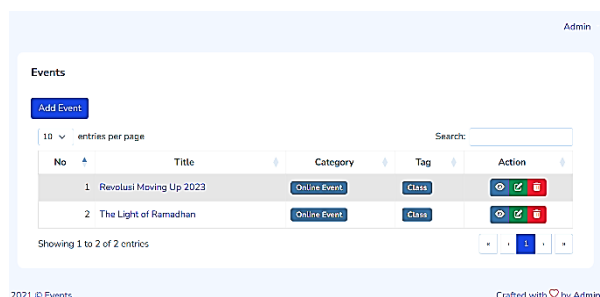 Admin
Events
Add Event
10 entries per page Search:
No Title Category Tag Action
1 Revolusi Moving Up 2023 Online Event Class
2 The Light of Ramadhan Online Event Class
Showing 1 to 2 of 2 entries « ‹ 1 › »
2021 © Events Crafted with by Admin